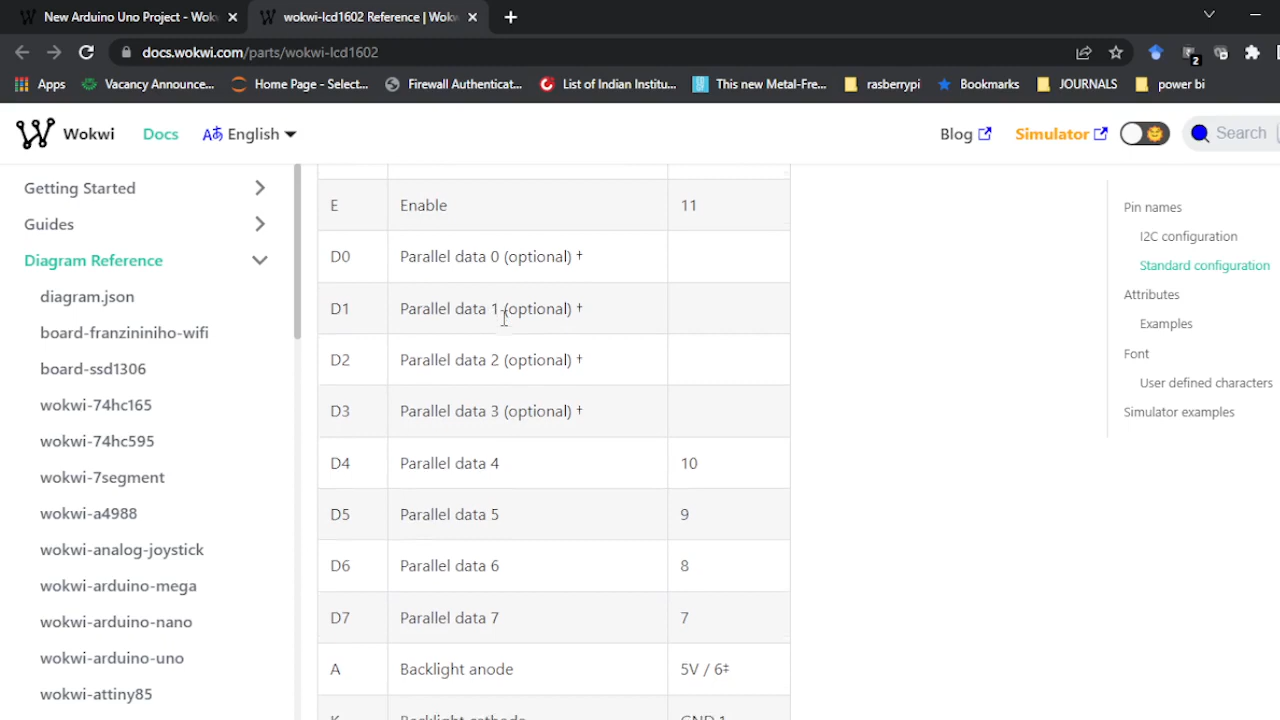 New Arduino Uno Project - Wok
wokwi-lcd1602 Reference | Wok
docs.wokwi.com/parts/wokwi-lcd1602
2
Apps
Vacancy Announce...
Home Page - Select...
Firewall Authenticat...
List of Indian Institu...
This new Metal-Fre...
rasberrypi
Bookmarks
JOURNALS
power bi
Wokwi
Docs
English
Blog
Simulator
Search
Getting Started
Guides
Diagram Reference
diagram.json
board-franzininiho-wifi
board-ssd1306
wokwi-74hc165
wokwi-74hc595
wokwi-7segment
wokwi-a4988
wokwi-analog-joystick
wokwi-arduino-mega
wokwi-arduino-nano
wokwi-arduino-uno
wokwi-attiny85
E Enable 11
D0 Parallel data 0 (optional) †
D1 Parallel data 1 (optional) †
D2 Parallel data 2 (optional) †
D3 Parallel data 3 (optional) †
D4 Parallel data 4 10
D5 Parallel data 5 9
D6 Parallel data 6 8
D7 Parallel data 7 7
A Backlight anode 5V / 6‡
K Backlight cathode GND.1
Pin names
I2C configuration
Standard configuration
Attributes
Examples
Font
User defined characters
Simulator examples